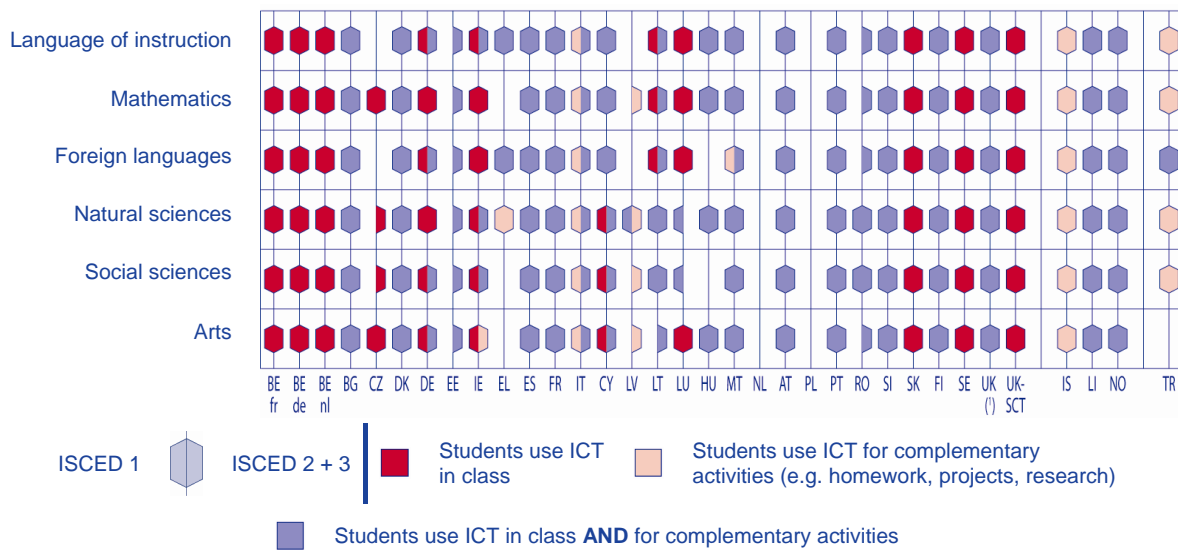 Language of instruction
Mathematics
Foreign languages
Natural sciences
Social sciences
Arts
BE fr BE de BE nl BG CZ DK DE EE IE EL ES FR IT CY LV LT LU HU MT NL AT PL PT RO SI SK FI SE UK (¹) UK-SCT IS LI NO TR
ISCED 1 ISCED 2 + 3
Students use ICT
in class
Students use ICT for complementary
activities (e.g. homework, projects, research)
Students use ICT in class AND for complementary activities